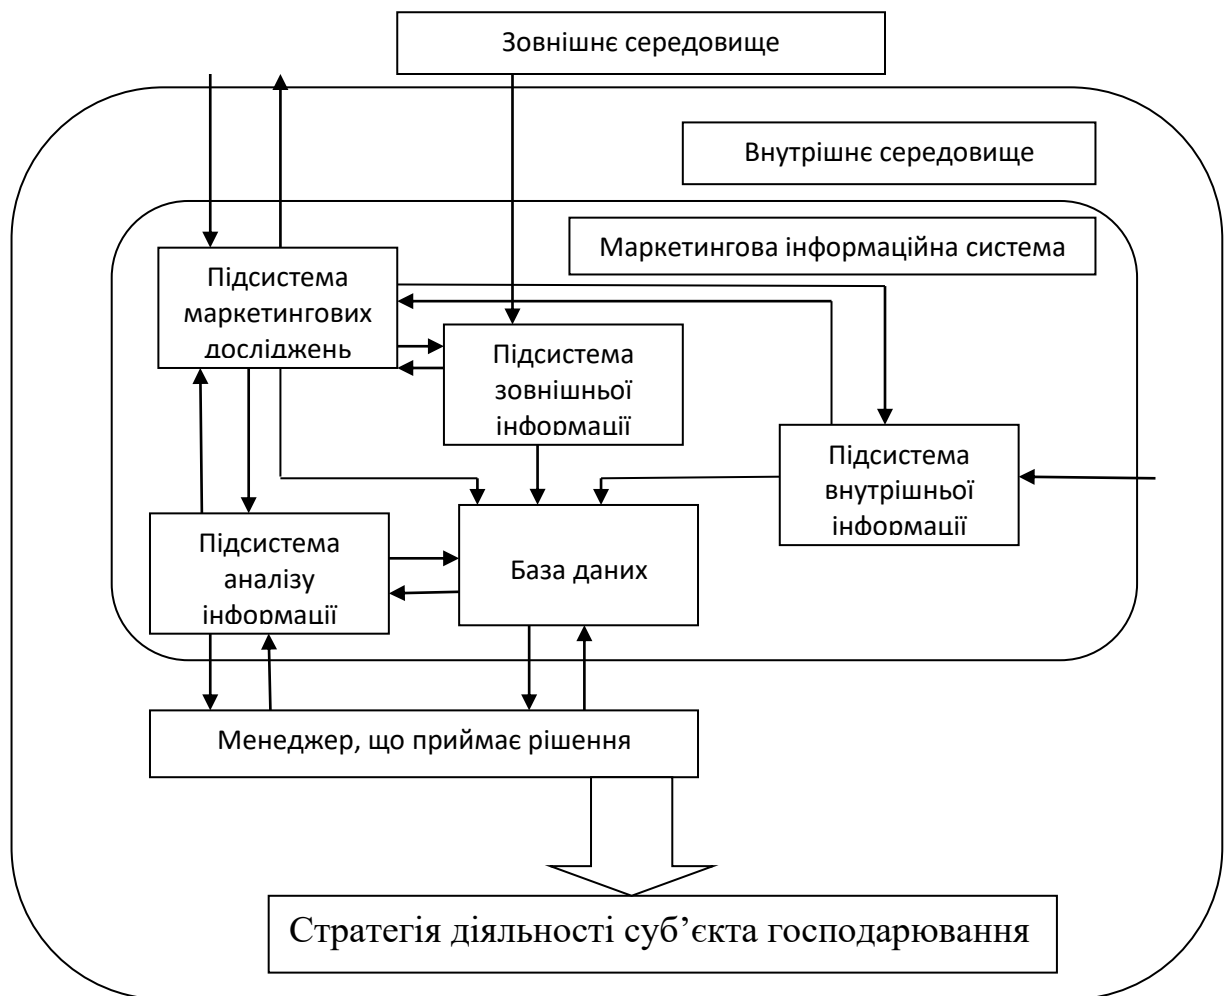 Зовнішнє середовище
Внутрішнє середовище
Маркетингова інформаційна система
Підсистема
маркетингових
досліджень
Підсистема
зовнішньої
інформації
Підсистема
внутрішньої
інформації
Підсистема
аналізу
інформації
База даних
Менеджер, що приймає рішення
Стратегія діяльності суб’єкта господарювання